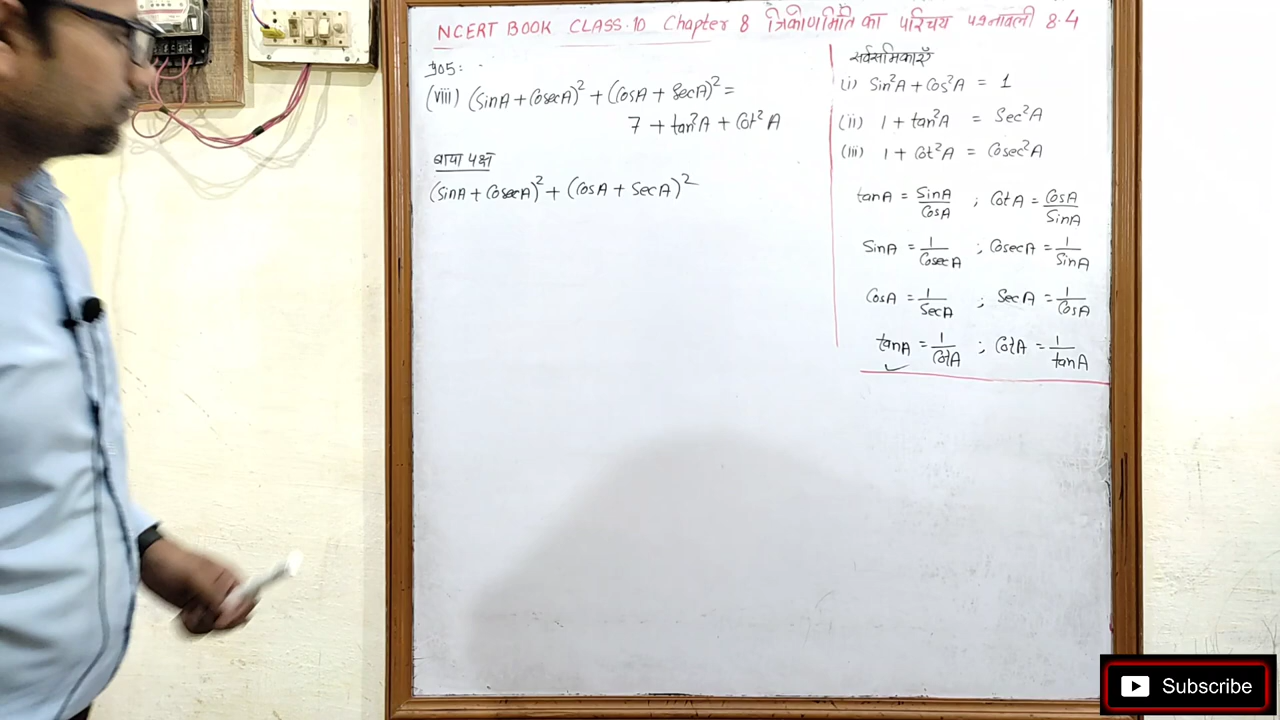 NCERT BOOK CLASS-10 Chapter 8 त्रिकोणमिति का परिचय प्रश्नावली 8.4
प्र05:
(viii) (SinA + CosecA)² + (CosA + SecA)² =
7 + tan²A + Cot²A
बाया पक्ष
(SinA + CosecA)² + (CosA + SecA)²
सर्वसमिकाएँ
(i) Sin²A + Cos²A = 1
(ii) 1 + tan²A = Sec²A
(iii) 1 + Cot²A = Cosec²A
tanA = SinA/CosA ; CotA = CosA/SinA
SinA = 1/CosecA ; CosecA = 1/SinA
CosA = 1/SecA ; SecA = 1/CosA
tanA = 1/CotA ; CotA = 1/tanA
Subscribe